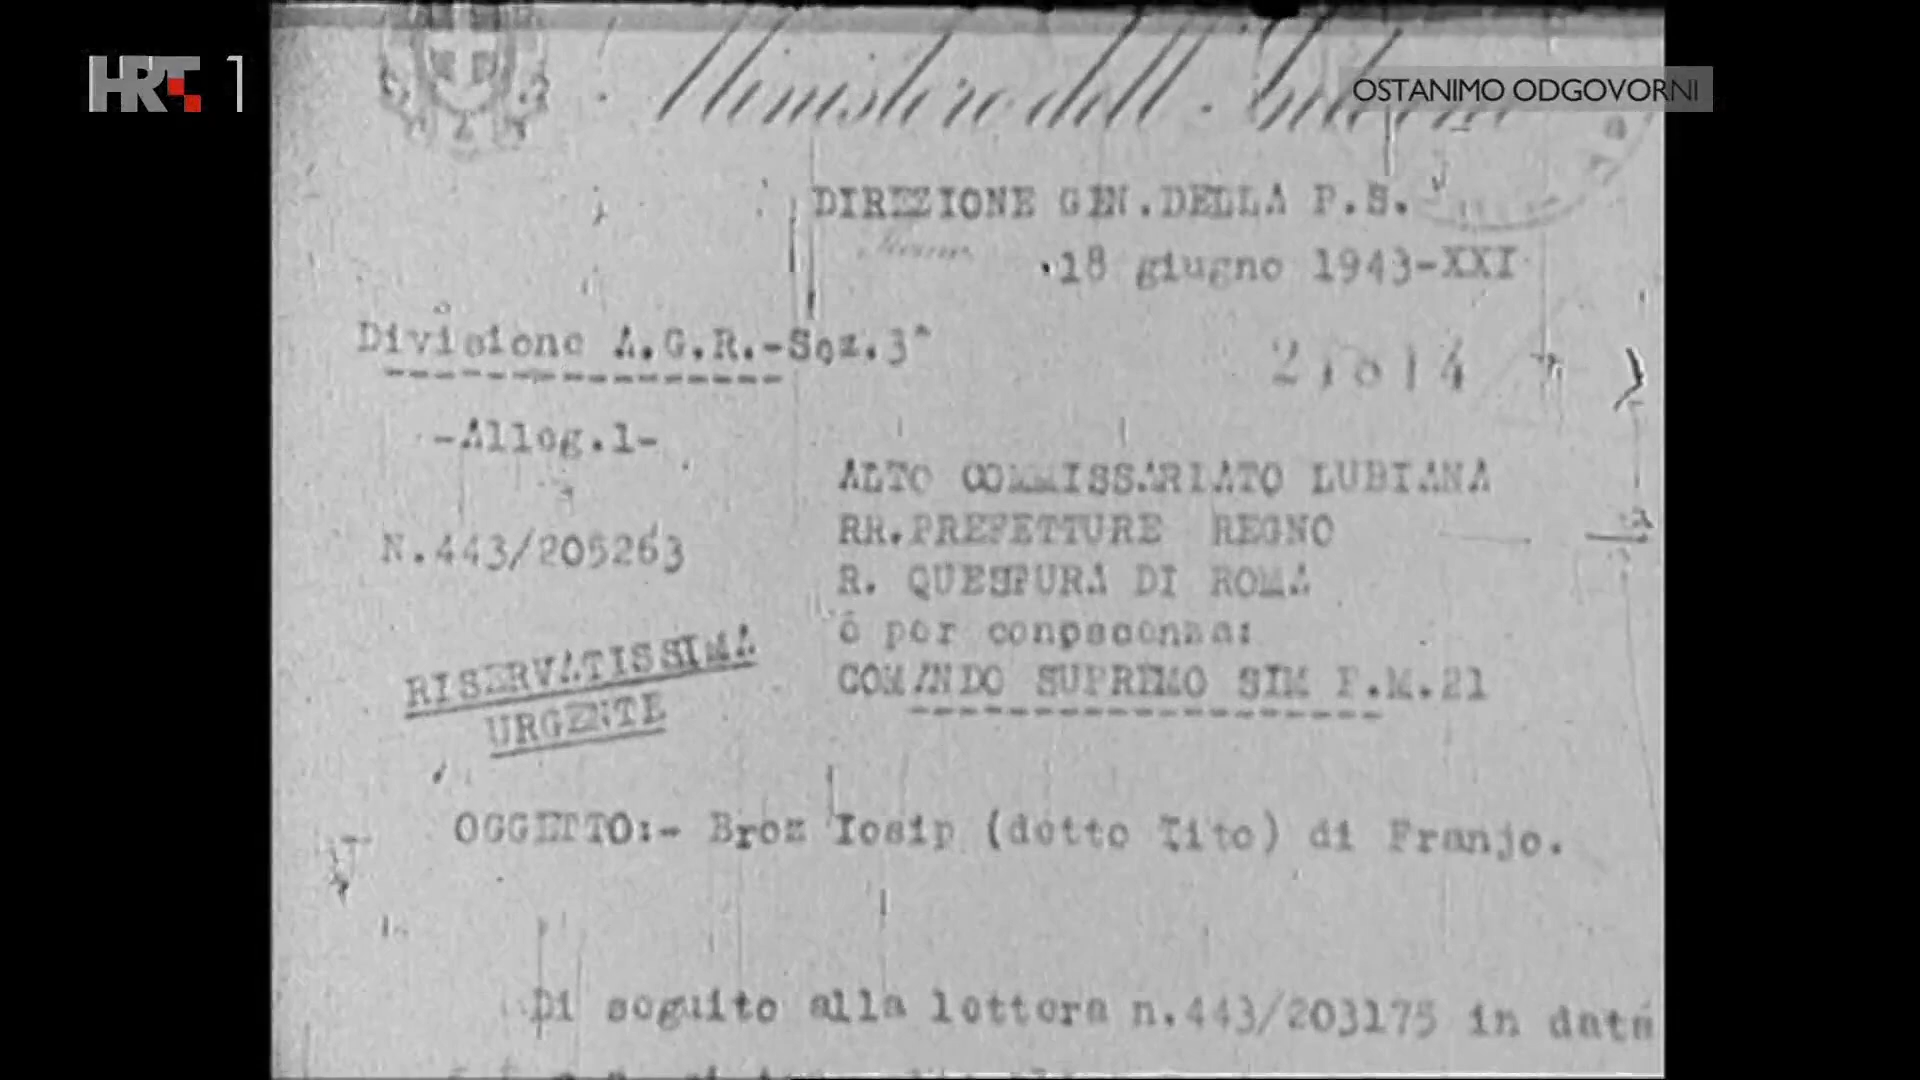 HRT 1
OSTANIMO ODGOVORNI
Ministero dell'Interno
DIREZIONE GEN.DELLA P.S.
Roma
18 giugno 1943-XXI
Divisione A.G.R.-Sez.3ª
-Alleg.1-
N.443/205263
ALTO COMMISSARIATO LUBIANA
RR.PREFETTURE REGNO
R. QUESTURA DI ROMA
e per conoscenza:
COMANDO SUPREMO SIM P.M.21
RISERVATISSIMA
URGENTE
OGGETTO:- Broz Iosip (detto Tito) di Franjo.
Di seguito alla lettera n.443/203175 in data